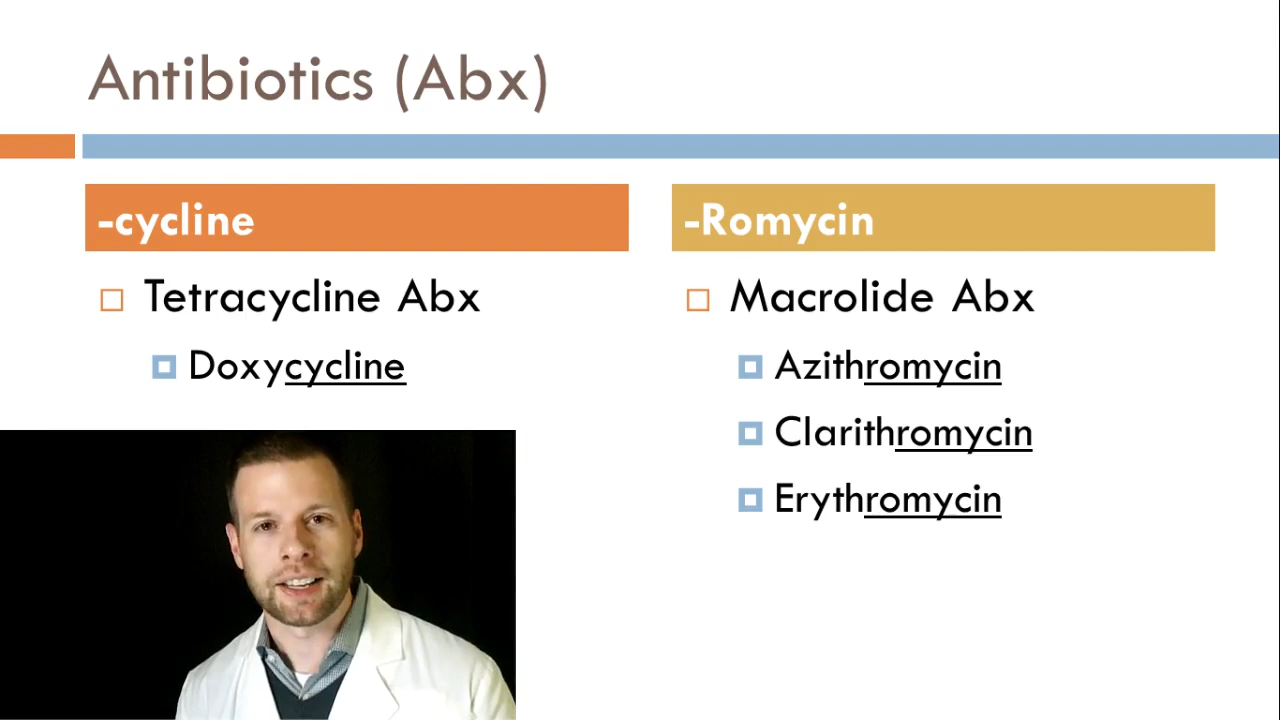 Antibiotics (Abx)
-cycline
Tetracycline Abx
Doxycycline
-Romycin
Macrolide Abx
Azithromycin
Clarithromycin
Erythromycin